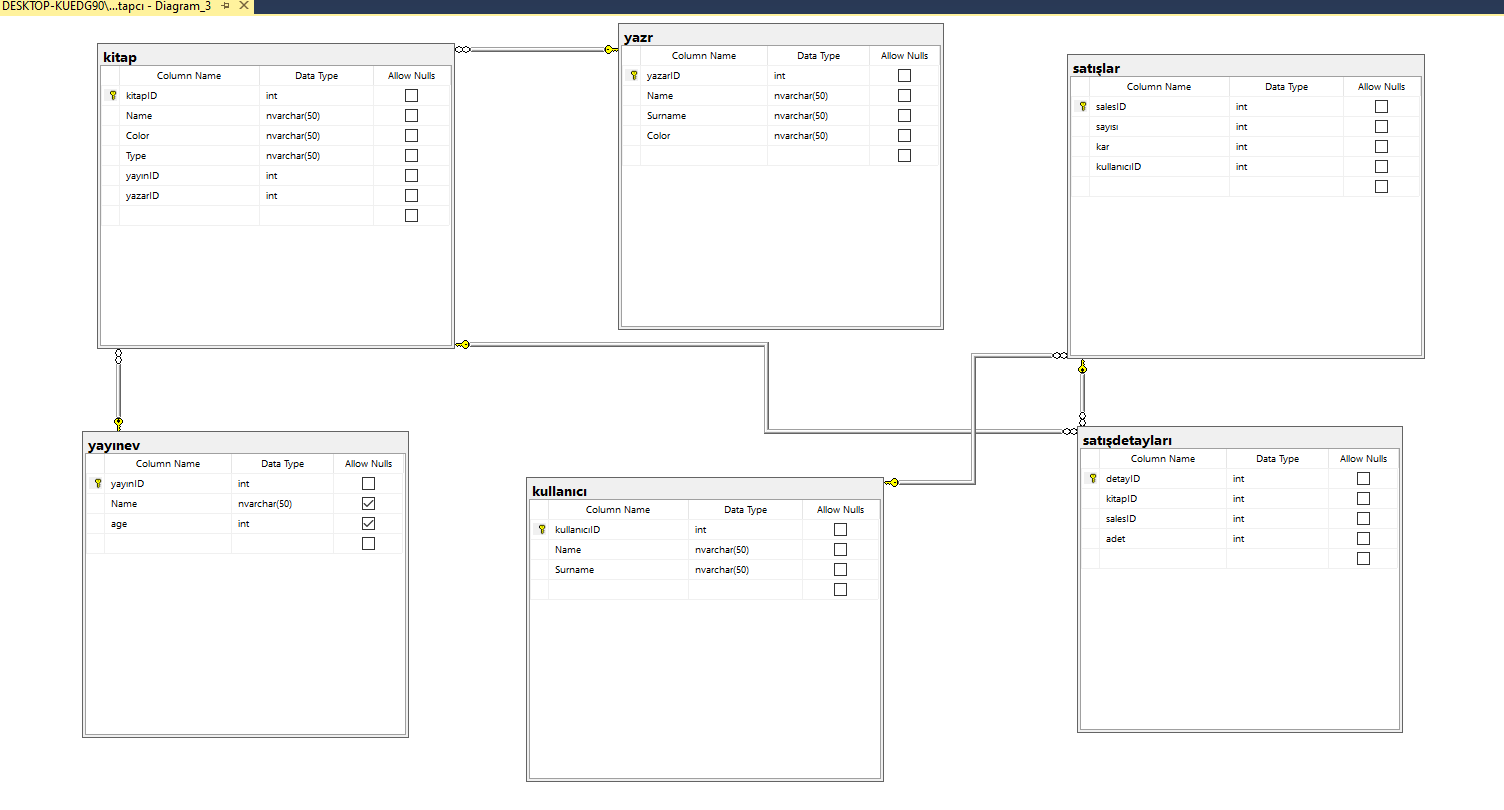 DESKTOP-KUEDG90\...tapcı - Diagram_3
kitap
Column Name Data Type Allow Nulls
kitapID int
Name nvarchar(50)
Color nvarchar(50)
Type nvarchar(50)
yayınID int
yazarID int
yazr
Column Name Data Type Allow Nulls
yazarID int
Name nvarchar(50)
Surname nvarchar(50)
Color nvarchar(50)
satışlar
Column Name Data Type Allow Nulls
salesID int
sayısı int
kar int
kullanıcıID int
yayınev
Column Name Data Type Allow Nulls
yayınID int
Name nvarchar(50)
age int
kullanıcı
Column Name Data Type Allow Nulls
kullanıcıID int
Name nvarchar(50)
Surname nvarchar(50)
satışdetayları
Column Name Data Type Allow Nulls
detayID int
kitapID int
salesID int
adet int